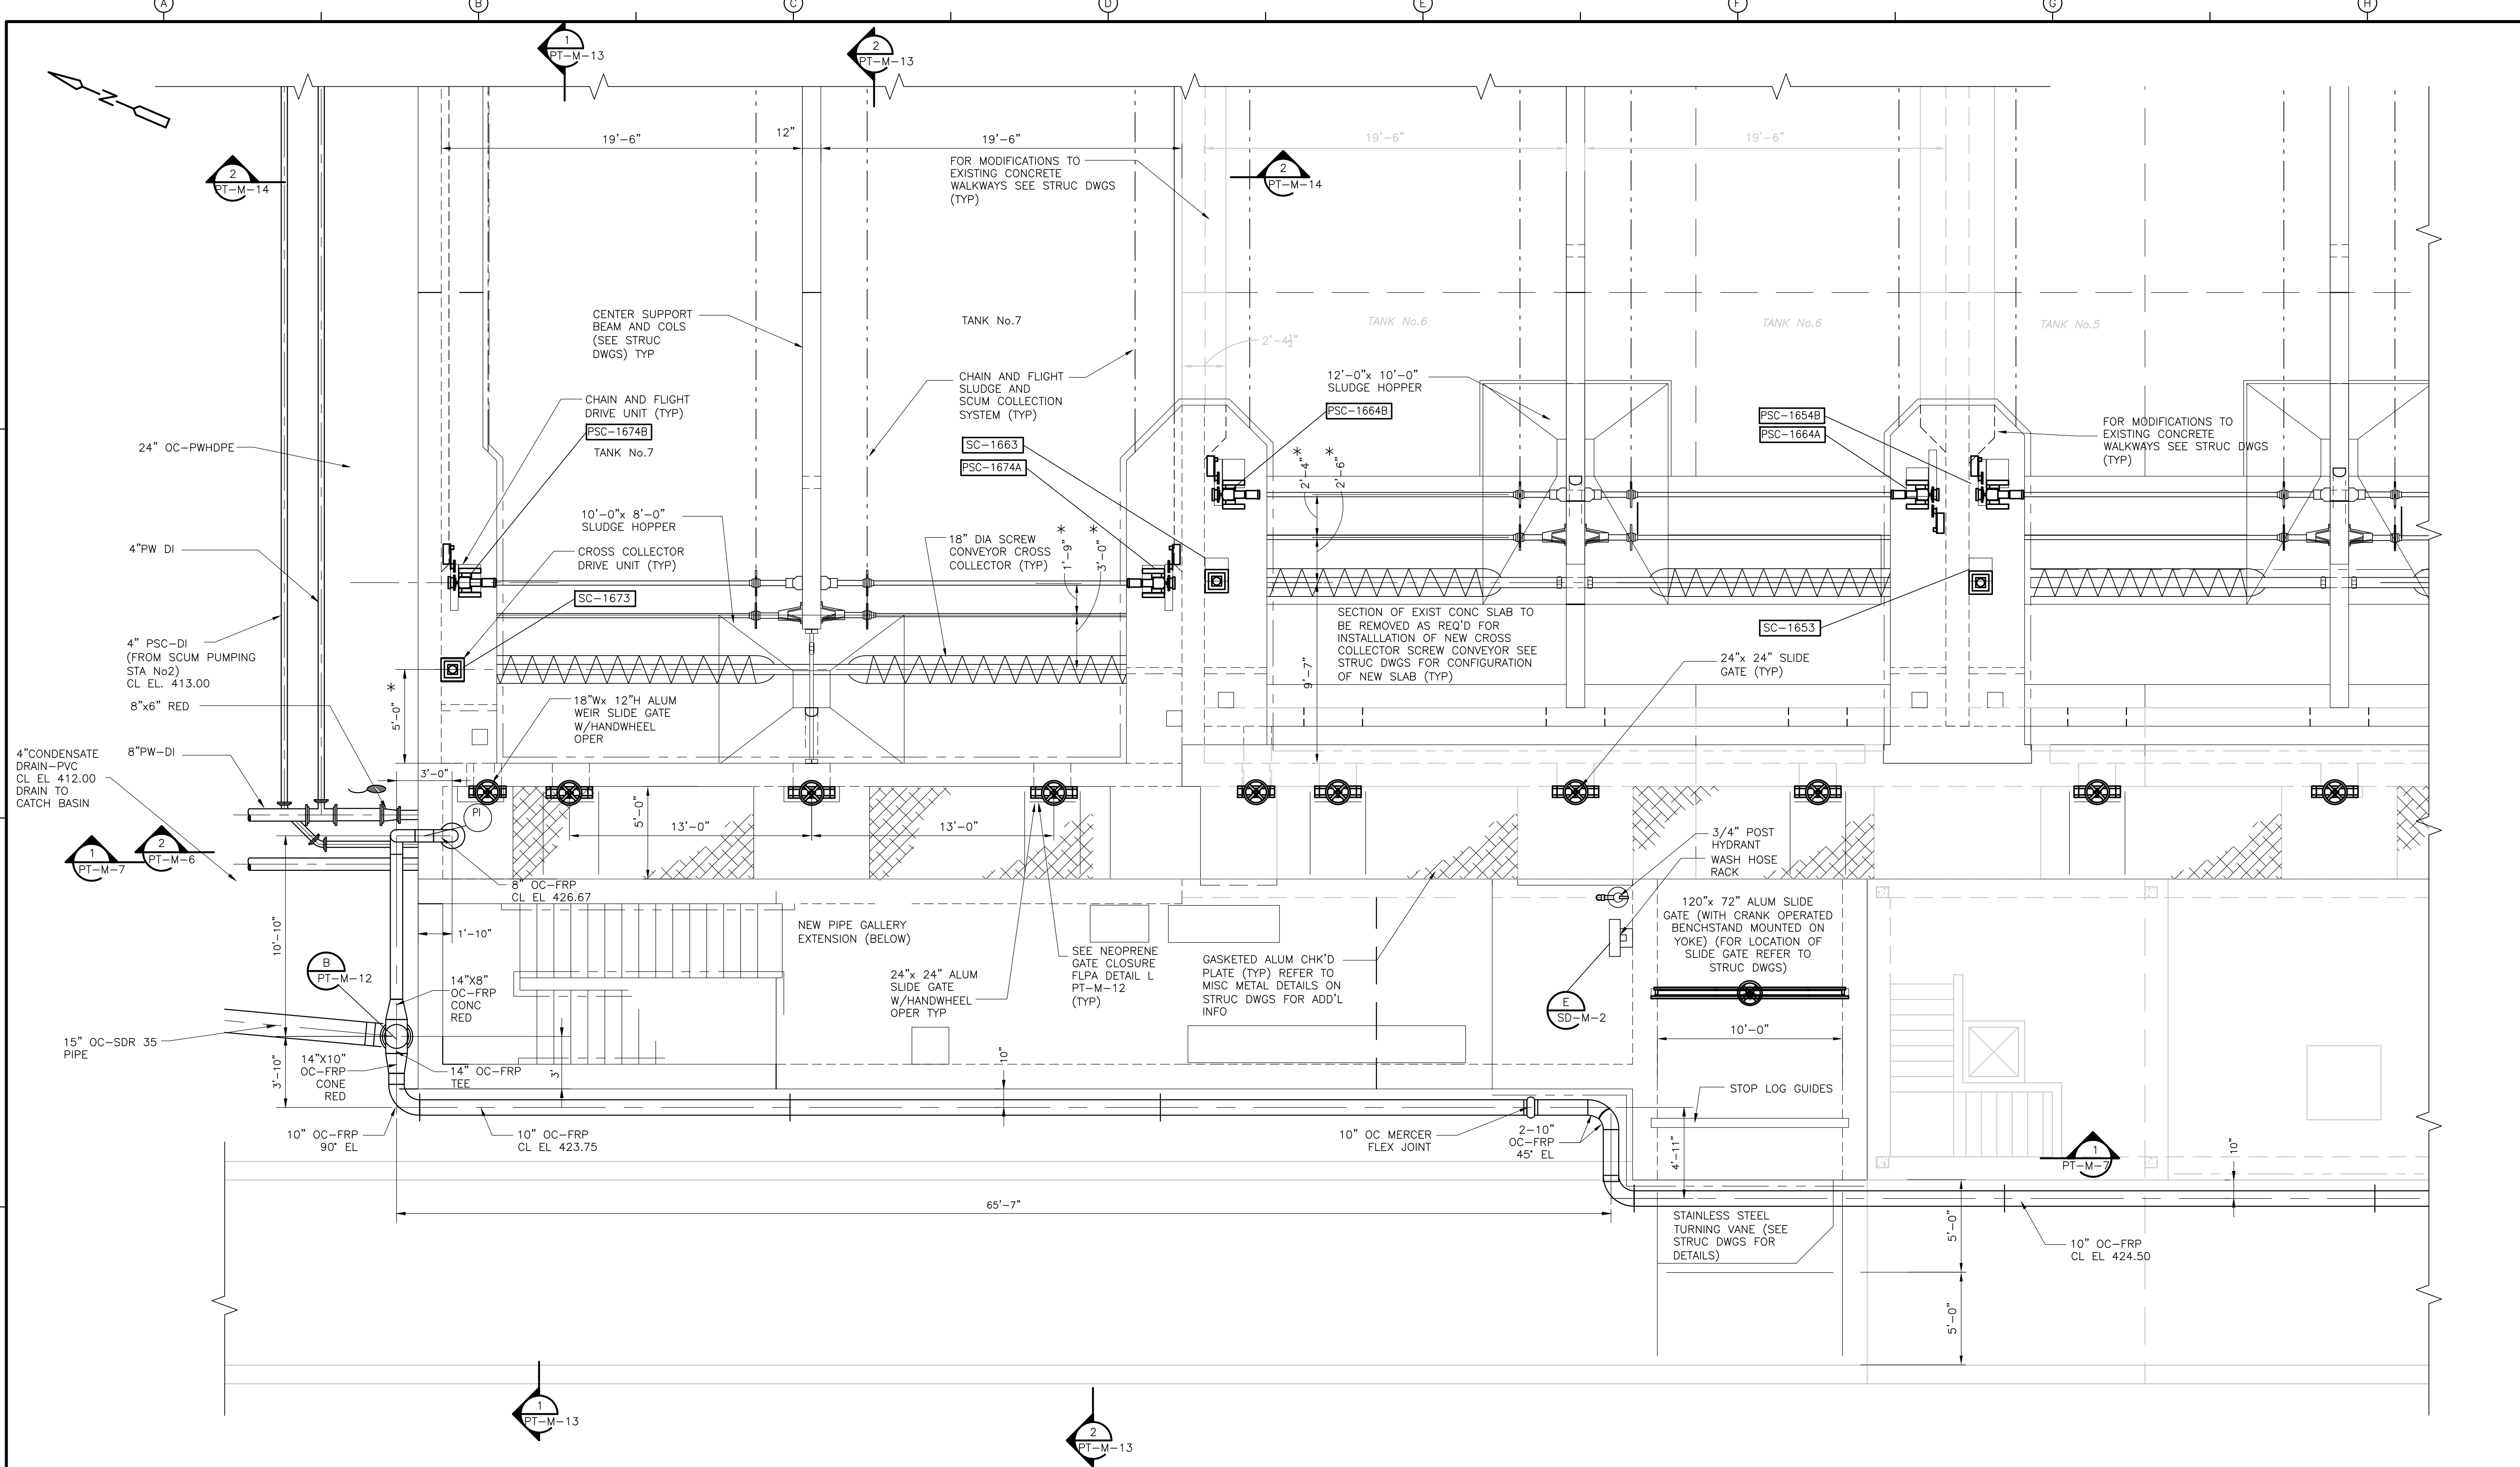 A
B
C
D
E
F
G
H
1
PT-M-13
2
PT-M-13
N
2
PT-M-14
2
PT-M-14
19'-6"
12"
19'-6"
19'-6"
19'-6"
FOR MODIFICATIONS TO
EXISTING CONCRETE
WALKWAYS SEE STRUC DWGS
(TYP)
CENTER SUPPORT
BEAM AND COLS
(SEE STRUC
DWGS) TYP
TANK No.7
TANK No.6
TANK No.6
TANK No.5
2'-4½"
CHAIN AND FLIGHT
DRIVE UNIT (TYP)
PSC-1674B
TANK No.7
CHAIN AND FLIGHT
SLUDGE AND
SCUM COLLECTION
SYSTEM (TYP)
SC-1663
PSC-1674A
12'-0"x 10'-0"
SLUDGE HOPPER
PSC-1664B
PSC-1654B
PSC-1664A
FOR MODIFICATIONS TO
EXISTING CONCRETE
WALKWAYS SEE STRUC DWGS
(TYP)
24" OC-PWHDPE
2'-4" *
2'-6" *
10'-0"x 8'-0"
SLUDGE HOPPER
CROSS COLLECTOR
DRIVE UNIT (TYP)
SC-1673
18" DIA SCREW
CONVEYOR CROSS
COLLECTOR (TYP)
1'-9" *
3'-0" *
4"PW DI
4" PSC-DI
(FROM SCUM PUMPING
STA No2)
CL EL. 413.00
8"x6" RED
8"PW-DI
4"CONDENSATE
DRAIN-PVC
CL EL 412.00
DRAIN TO
CATCH BASIN
SECTION OF EXIST CONC SLAB TO
BE REMOVED AS REQ'D FOR
INSTALLLATION OF NEW CROSS
COLLECTOR SCREW CONVEYOR SEE
STRUC DWGS FOR CONFIGURATION
OF NEW SLAB (TYP)
SC-1653
24"x 24" SLIDE
GATE (TYP)
9'-7"
5'-0" *
18"Wx 12"H ALUM
WEIR SLIDE GATE
W/HANDWHEEL
OPER
3'-0"
PI
5'-0"
13'-0"
13'-0"
1
PT-M-7
2
PT-M-6
8" OC-FRP
CL EL 426.67
3/4" POST
HYDRANT
WASH HOSE
RACK
10'-10"
1'-10"
NEW PIPE GALLERY
EXTENSION (BELOW)
24"x 24" ALUM
SLIDE GATE
W/HANDWHEEL
OPER TYP
SEE NEOPRENE
GATE CLOSURE
FLPA DETAIL L
PT-M-12
(TYP)
GASKETED ALUM CHK'D
PLATE (TYP) REFER TO
MISC METAL DETAILS ON
STRUC DWGS FOR ADD'L
INFO
120"x 72" ALUM SLIDE
GATE (WITH CRANK OPERATED
BENCHSTAND MOUNTED ON
YOKE) (FOR LOCATION OF
SLIDE GATE REFER TO
STRUC DWGS)
B
PT-M-12
14"X8"
OC-FRP
CONC
RED
E
SD-M-2
10'-0"
15" OC-SDR 35
PIPE
3'-10"
14"X10"
OC-FRP
CONE
RED
14" OC-FRP
TEE
3'
10"
STOP LOG GUIDES
10" OC-FRP
90° EL
10" OC-FRP
CL EL 423.75
10" OC MERCER
FLEX JOINT
2-10"
OC-FRP
45° EL
4'-11"
1
PT-M-7
10"
65'-7"
STAINLESS STEEL
TURNING VANE (SEE
STRUC DWGS FOR
DETAILS)
5'-0"
10" OC-FRP
CL EL 424.50
5'-0"
1
PT-M-13
2
PT-M-13